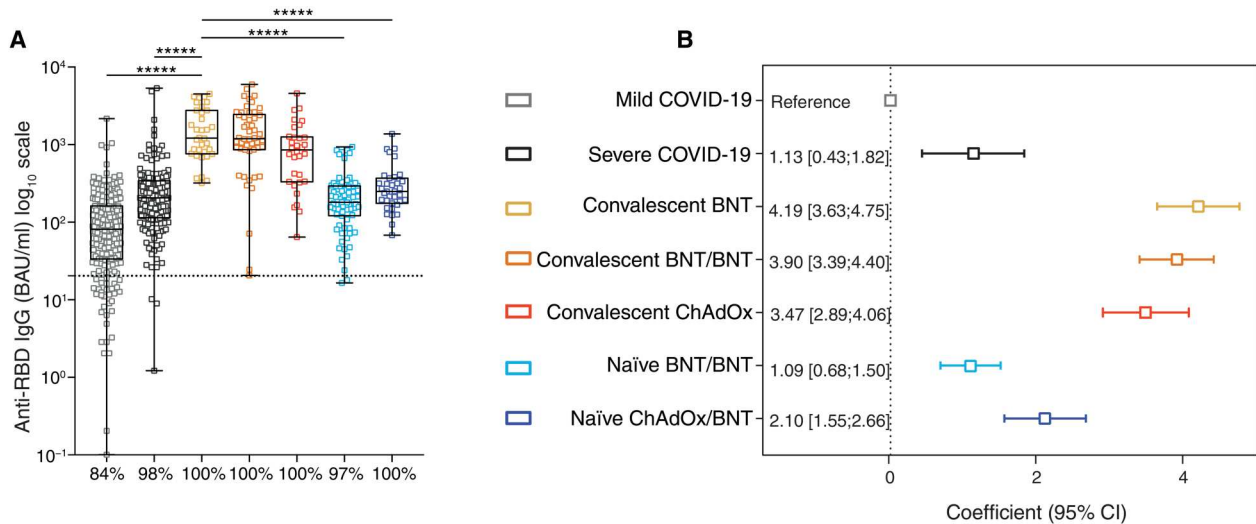 A
*****
*****
*****
*****
Anti-RBD IgG (BAU/ml) log10 scale
10⁴
10³
10²
10¹
10⁰
10⁻¹
84% 98% 100% 100% 100% 97% 100%
B
Mild COVID-19 Reference
Severe COVID-19 1.13 [0.43;1.82]
Convalescent BNT 4.19 [3.63;4.75]
Convalescent BNT/BNT 3.90 [3.39;4.40]
Convalescent ChAdOx 3.47 [2.89;4.06]
Naïve BNT/BNT 1.09 [0.68;1.50]
Naïve ChAdOx/BNT 2.10 [1.55;2.66]
0 2 4
Coefficient (95% CI)